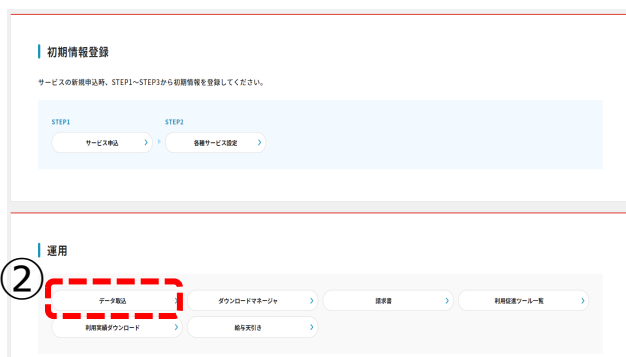 初期情報登録
サービスの新規申込時、STEP1～STEP3から初期情報を登録してください。
STEP1 STEP2
サービス申込 各種サービス設定
運用
②
データ取込 ダウンロードマネージャ 請求書 利用促進ツール一覧
利用実績ダウンロード 給与天引き